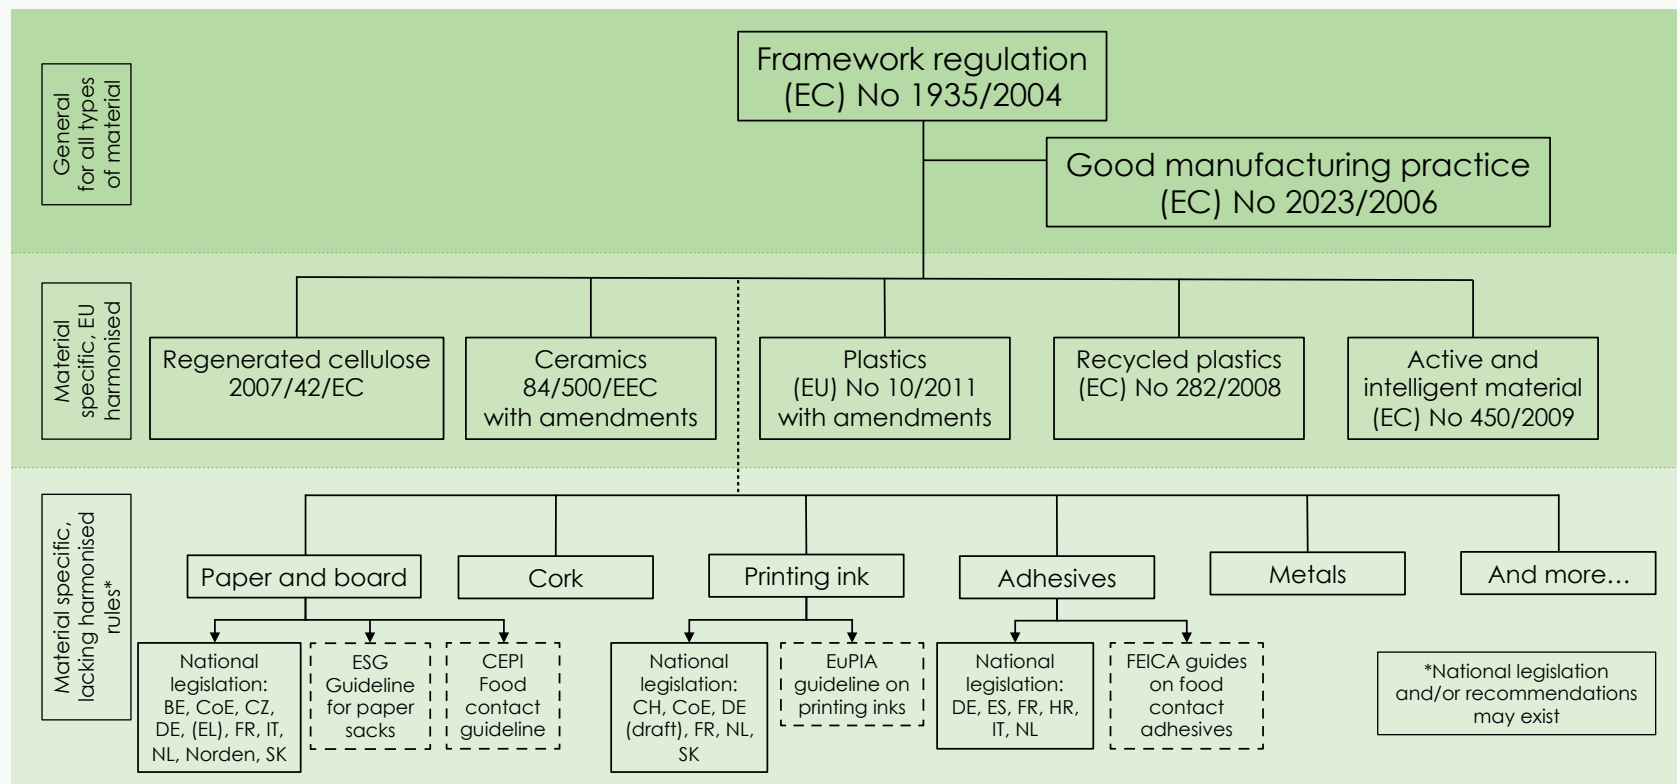 General
for all types
of material
Framework regulation
(EC) No 1935/2004
Good manufacturing practice
(EC) No 2023/2006
Material
specific, EU
harmonised
Regenerated cellulose
2007/42/EC
Ceramics
84/500/EEC
with amendments
Plastics
(EU) No 10/2011
with amendments
Recycled plastics
(EC) No 282/2008
Active and
intelligent material
(EC) No 450/2009
Material specific,
lacking harmonised
rules*
Paper and board
Cork
Printing ink
Adhesives
Metals
And more…
National
legislation:
BE, CoE, CZ,
DE, (EL), FR, IT,
NL, Norden, SK
ESG
Guideline
for paper
sacks
CEPI
Food
contact
guideline
National
legislation:
CH, CoE, DE
(draft), FR, NL,
SK
EuPIA
guideline on
printing inks
National
legislation:
DE, ES, FR, HR,
IT, NL
FEICA guides
on food
contact
adhesives
*National legislation
and/or recommendations
may exist